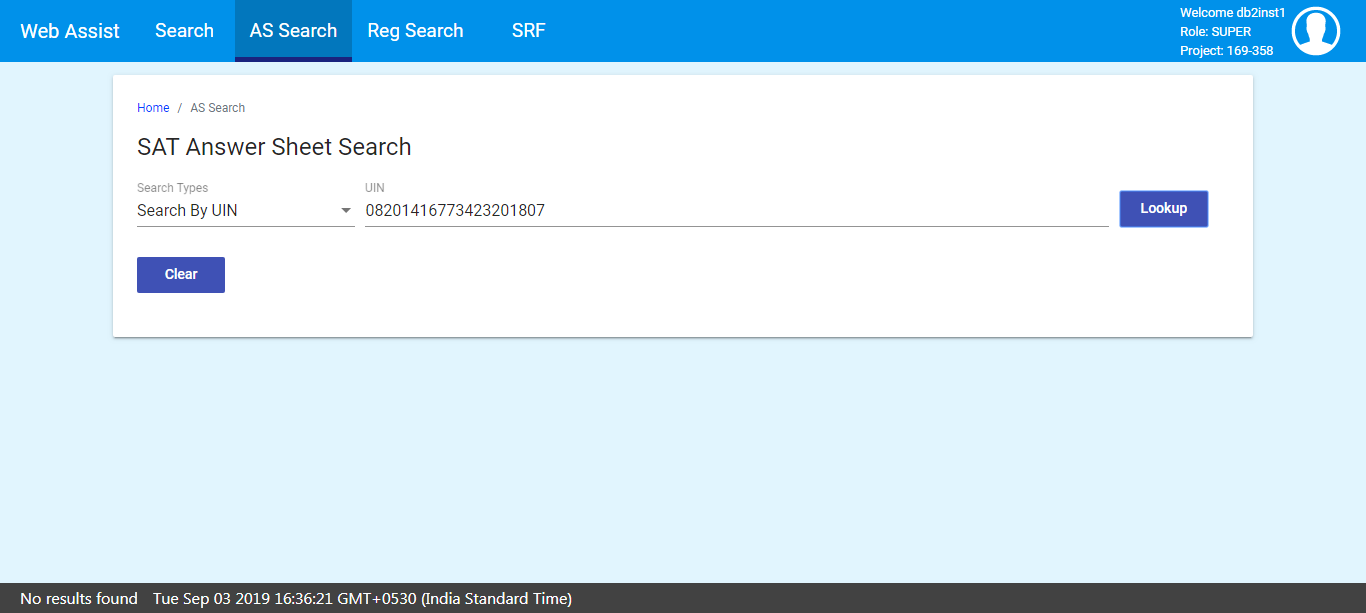 Web Assist Search AS Search Reg Search SRF
Welcome db2inst1
Role: SUPER
Project: 169-358
Home / AS Search
SAT Answer Sheet Search
Search Types UIN
Search By UIN 08201416773423201807 Lookup
Clear
No results found Tue Sep 03 2019 16:36:21 GMT+0530 (India Standard Time)